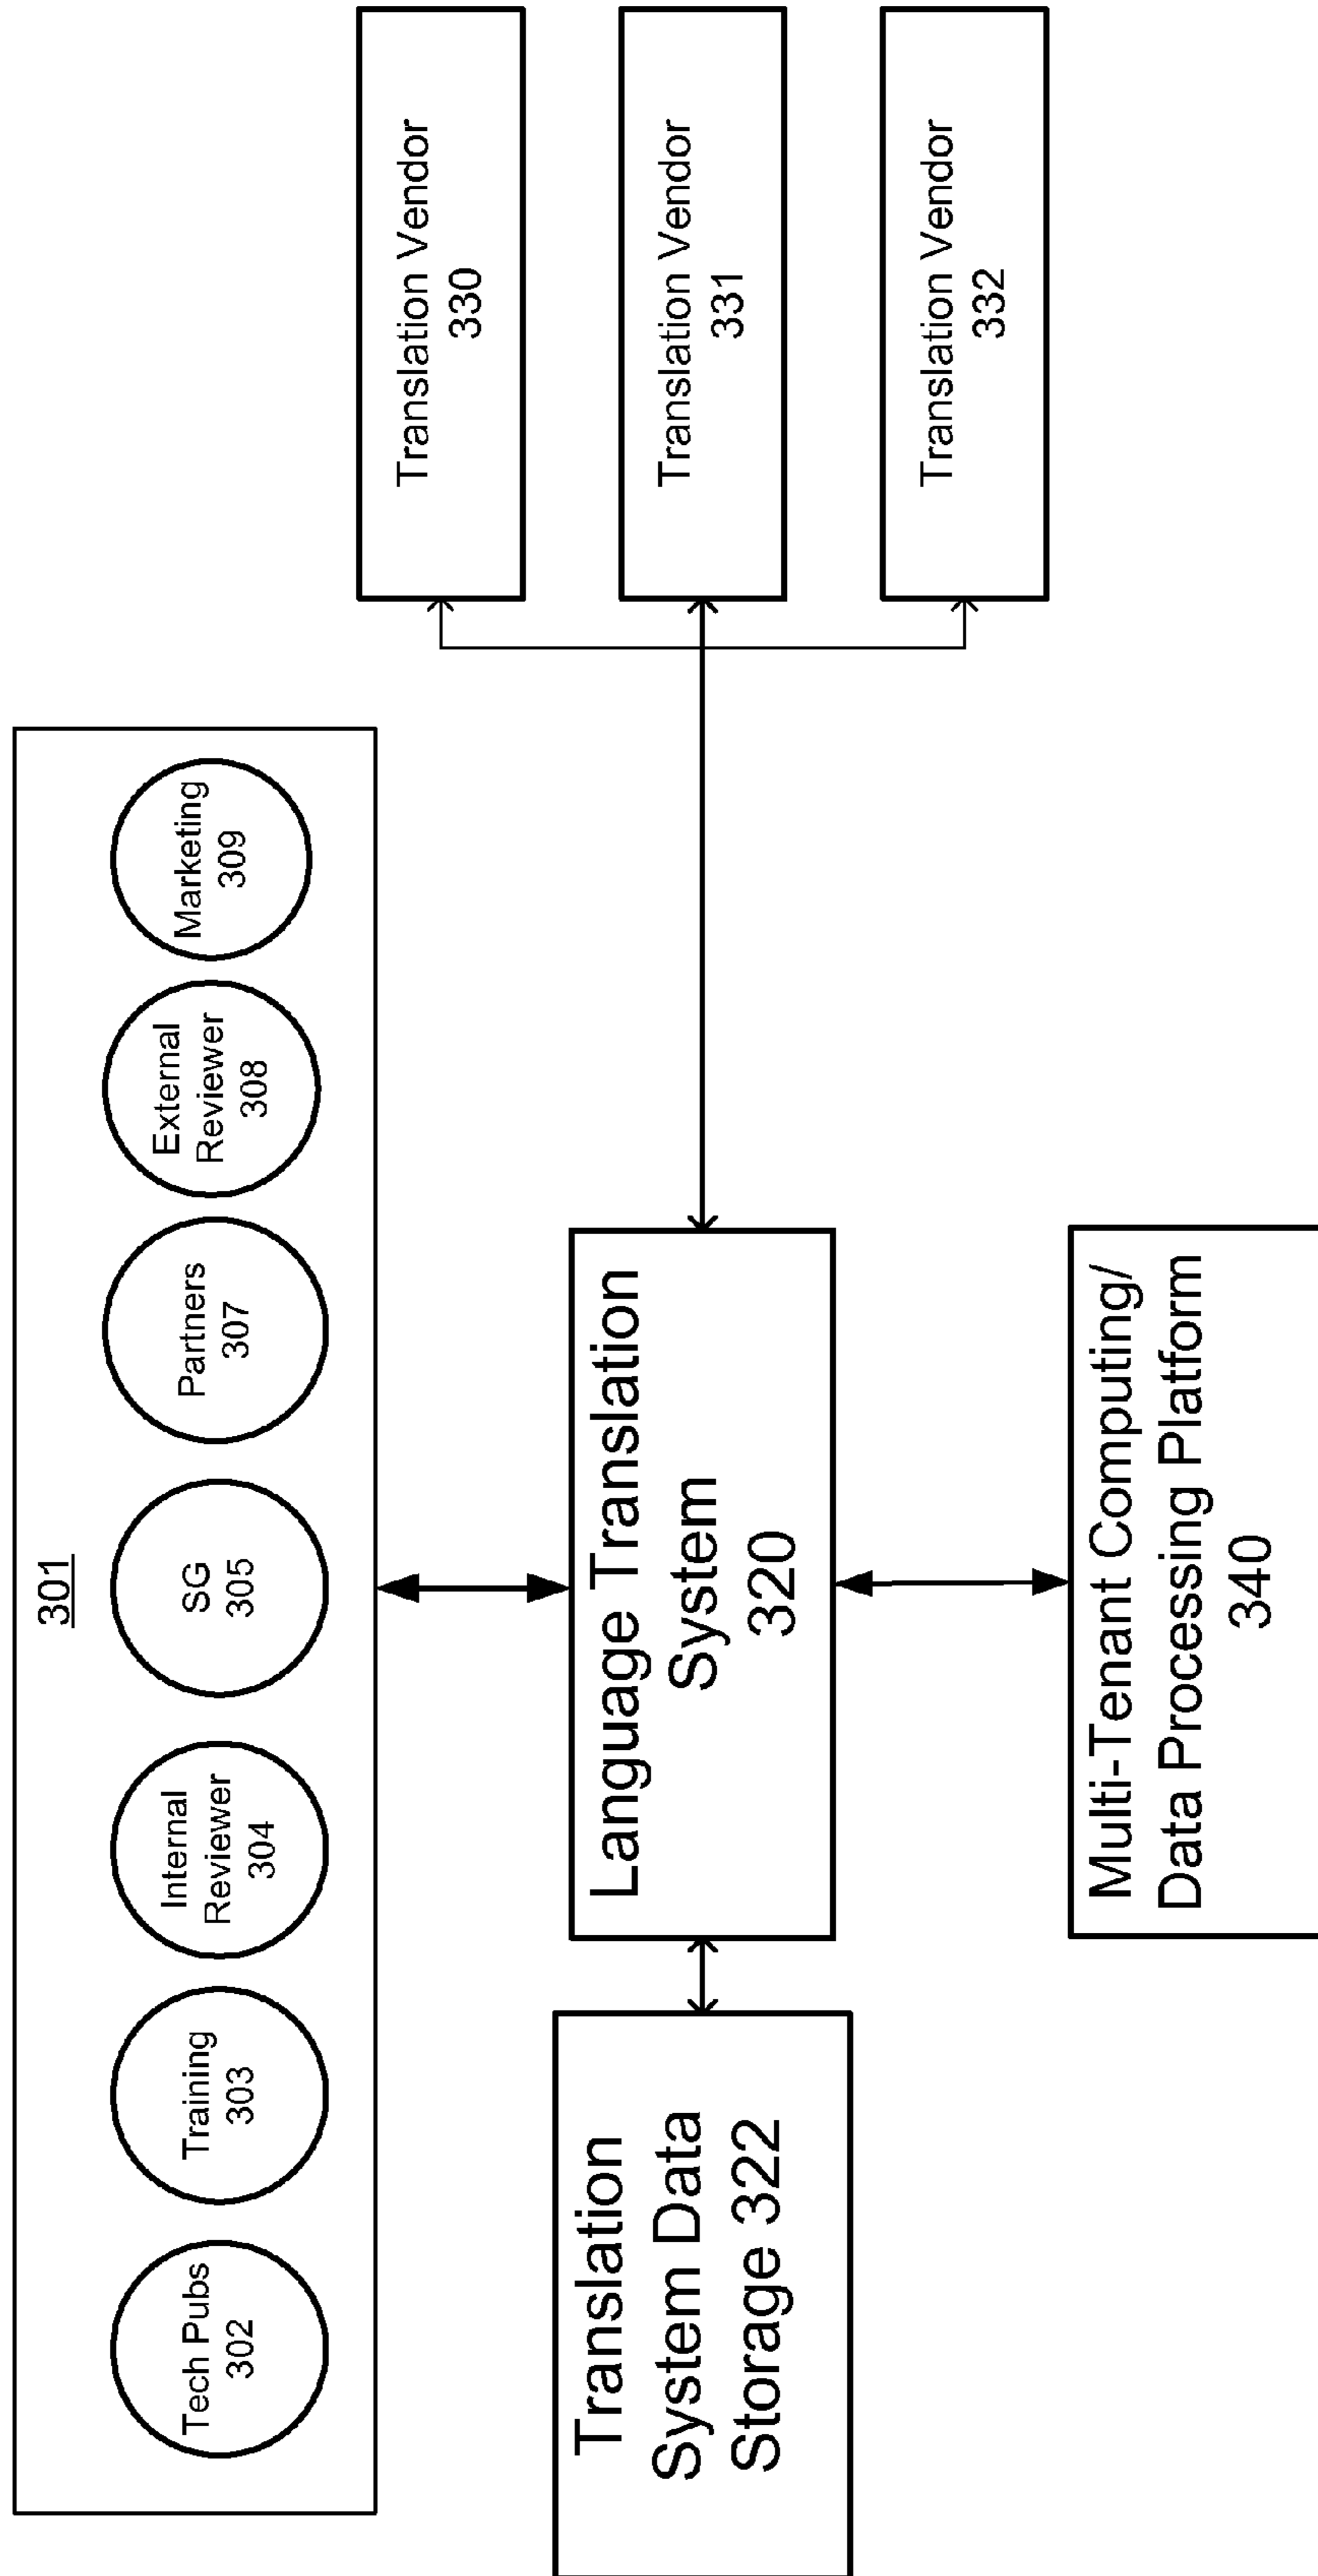 301
Tech Pubs
302
Training
303
Internal
Reviewer
304
SG
305
Partners
307
External
Reviewer
308
Marketing
309
Translation
System Data
Storage 322
Language Translation
System
320
Translation Vendor
330
Translation Vendor
331
Translation Vendor
332
Multi-Tenant Computing/
Data Processing Platform
340